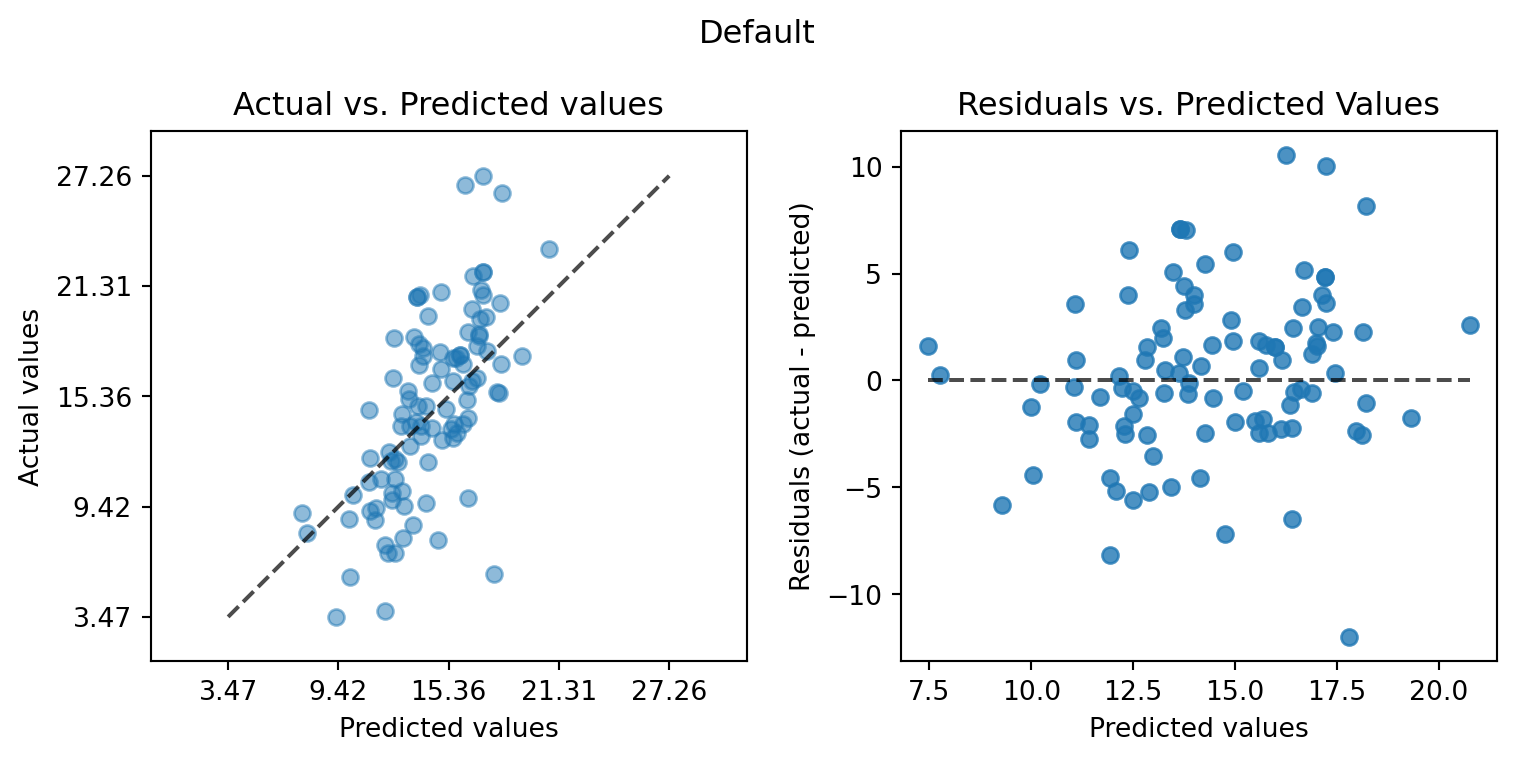 Default
Actual vs. Predicted values
Actual values
27.26
21.31
15.36
9.42
3.47
3.47 9.42 15.36 21.31 27.26
Predicted values
Residuals vs. Predicted Values
Residuals (actual - predicted)
10
5
0
−5
−10
7.5 10.0 12.5 15.0 17.5 20.0
Predicted values